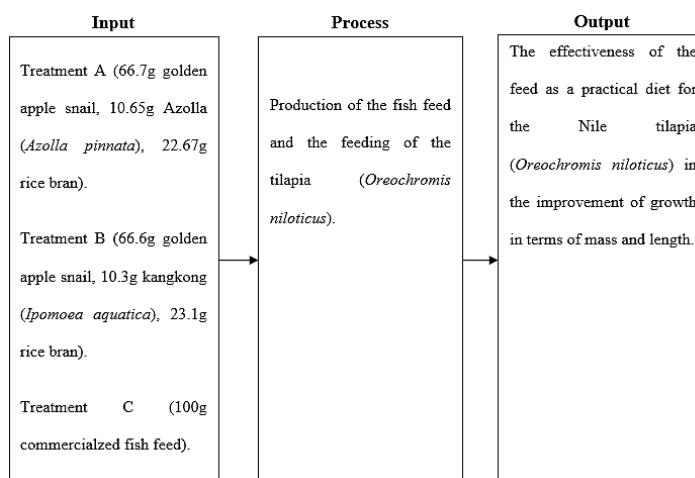 Input
Treatment A (66.7g golden
apple snail, 10.65g Azolla
(Azolla pinnata), 22.67g
rice bran).
Treatment B (66.6g golden
apple snail, 10.3g kangkong
(Ipomoea aquatica), 23.1g
rice bran).
Treatment C (100g
commercialzed fish feed).
Process
Production of the fish feed
and the feeding of the
tilapia (Oreochromis
niloticus).
Output
The effectiveness of the
feed as a practical diet for
the Nile tilapia
(Oreochromis niloticus) in
the improvement of growth
in terms of mass and length.